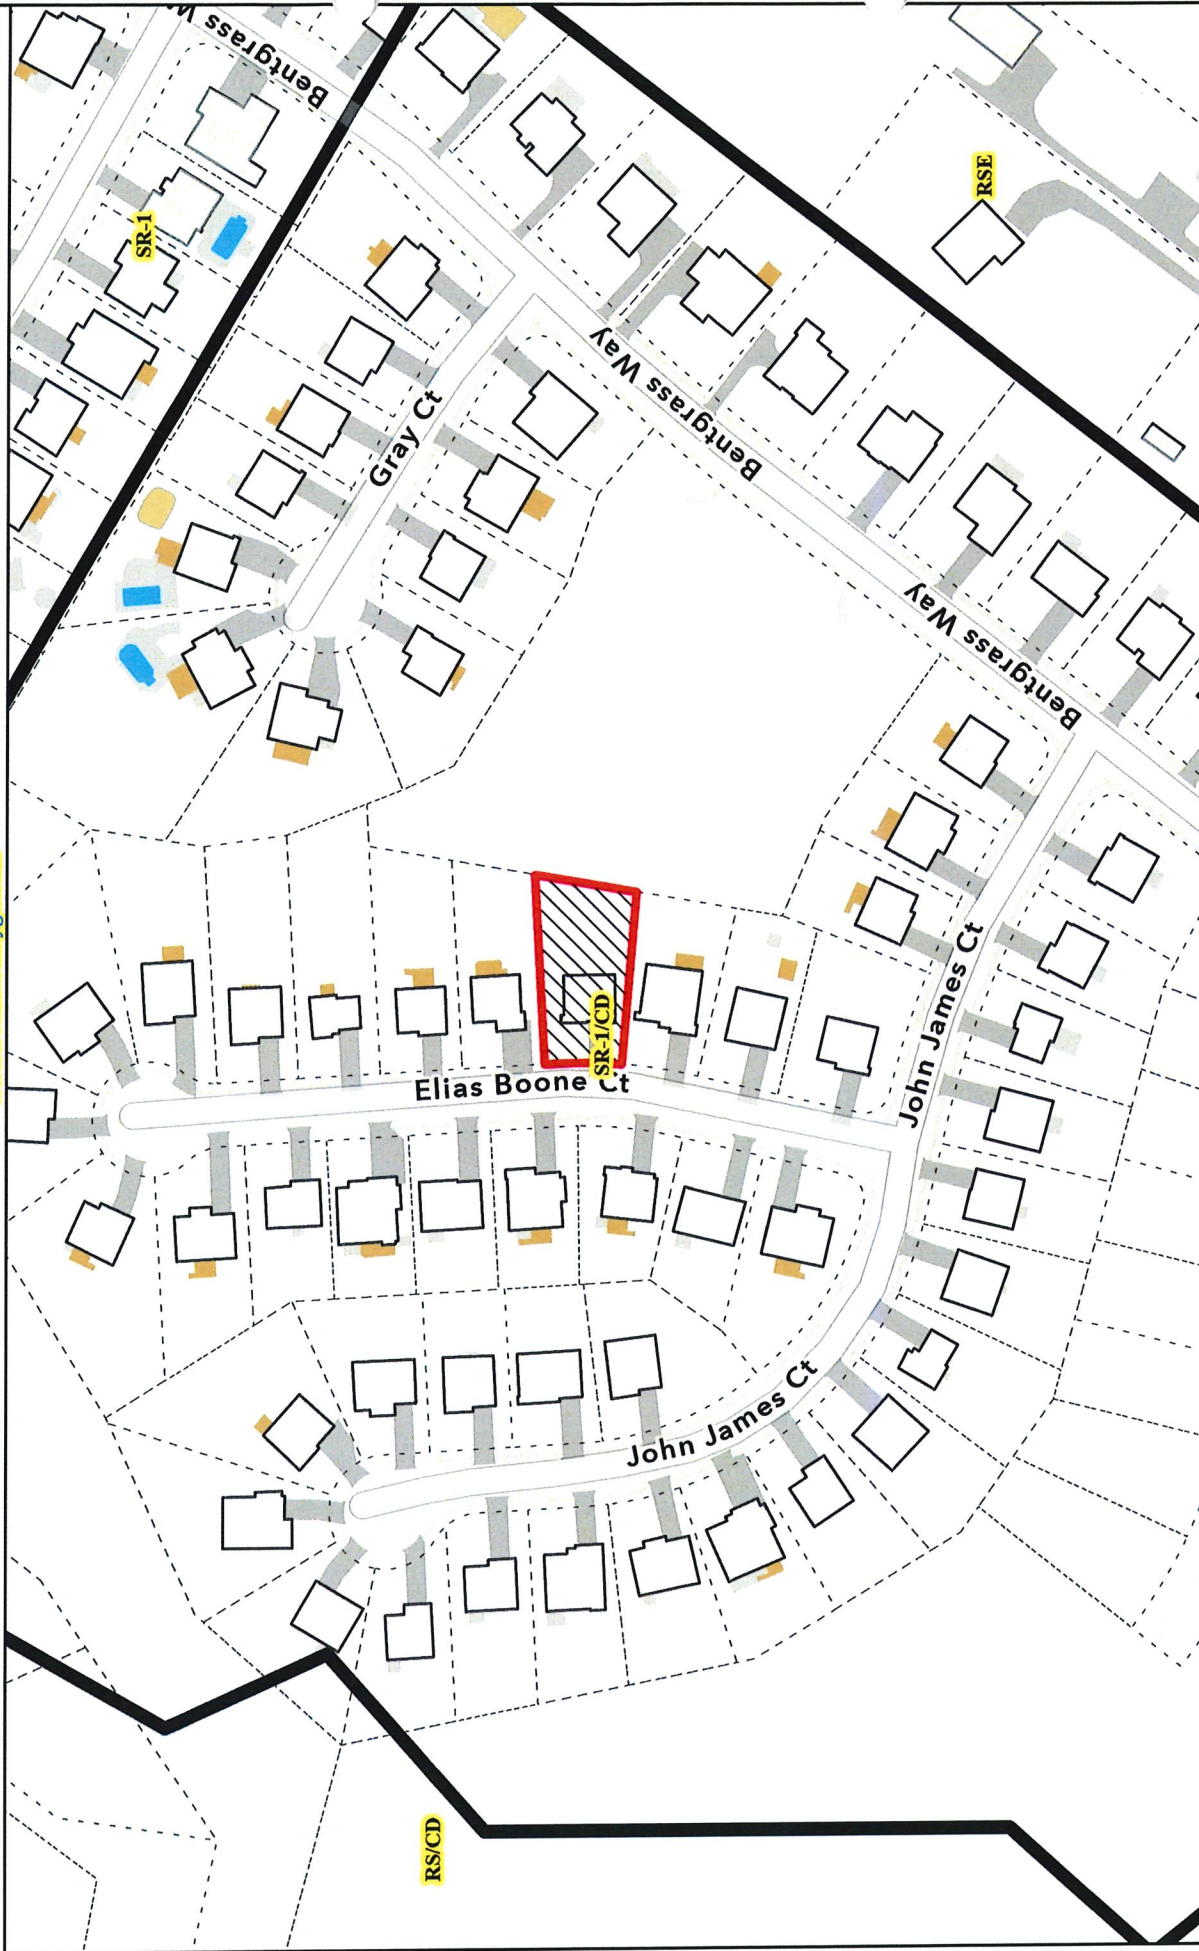 Bentgrass W
SR-1
RSE
Gray Ct
Bentgrass Way
Bentgrass Way
SR-1/CD
Elias Boone Ct
John James Ct
John James Ct
RS/CD